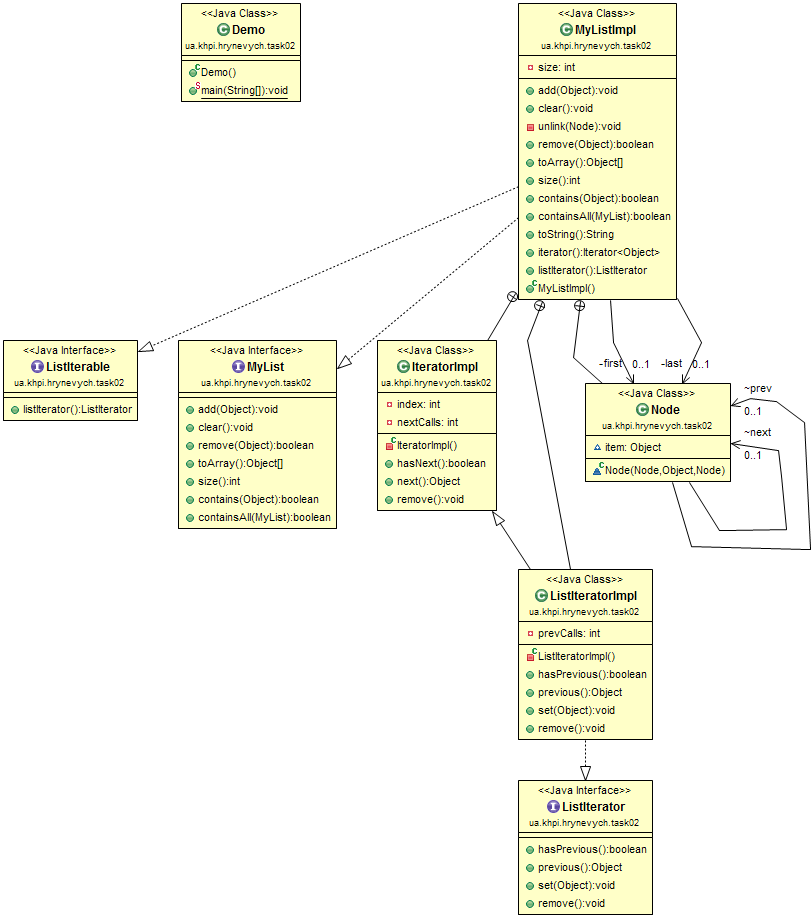 <<Java Class>>
Demo
ua.khpi.hrynevych.task02
Demo()
main(String[]):void
<<Java Class>>
MyListImpl
ua.khpi.hrynevych.task02
size: int
add(Object):void
clear():void
unlink(Node):void
remove(Object):boolean
toArray():Object[]
size():int
contains(Object):boolean
containsAll(MyList):boolean
toString():String
iterator():Iterator<Object>
listIterator():ListIterator
MyListImpl()
<<Java Interface>>
ListIterable
ua.khpi.hrynevych.task02
listIterator():ListIterator
<<Java Interface>>
MyList
ua.khpi.hrynevych.task02
add(Object):void
clear():void
remove(Object):boolean
toArray():Object[]
size():int
contains(Object):boolean
containsAll(MyList):boolean
<<Java Class>>
IteratorImpl
ua.khpi.hrynevych.task02
index: int
nextCalls: int
IteratorImpl()
hasNext():boolean
next():Object
remove():void
-first 0..1
-last 0..1
<<Java Class>>
Node
ua.khpi.hrynevych.task02
item: Object
Node(Node,Object,Node)
~prev
0..1
~next
0..1
<<Java Class>>
ListIteratorImpl
ua.khpi.hrynevych.task02
prevCalls: int
ListIteratorImpl()
hasPrevious():boolean
previous():Object
set(Object):void
remove():void
<<Java Interface>>
ListIterator
ua.khpi.hrynevych.task02
hasPrevious():boolean
previous():Object
set(Object):void
remove():void